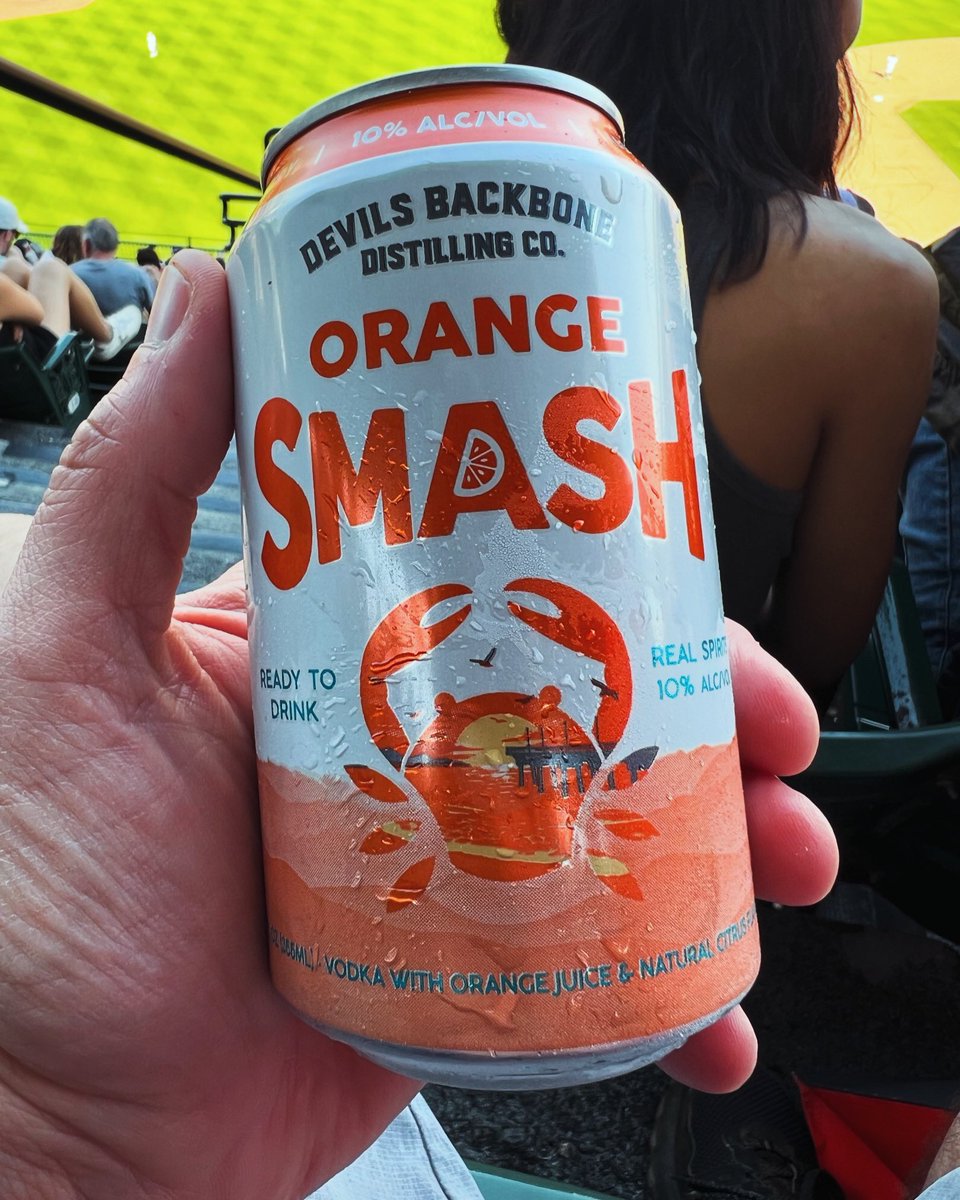 10% ALC/VOL
DEVILS BACKBONE
DISTILLING CO.
ORANGE
SMASH
READY TO
DRINK
REAL
10% ALC/VOL
(355ML) / VODKA WITH ORANGE JUICE & NATURAL CITRUS